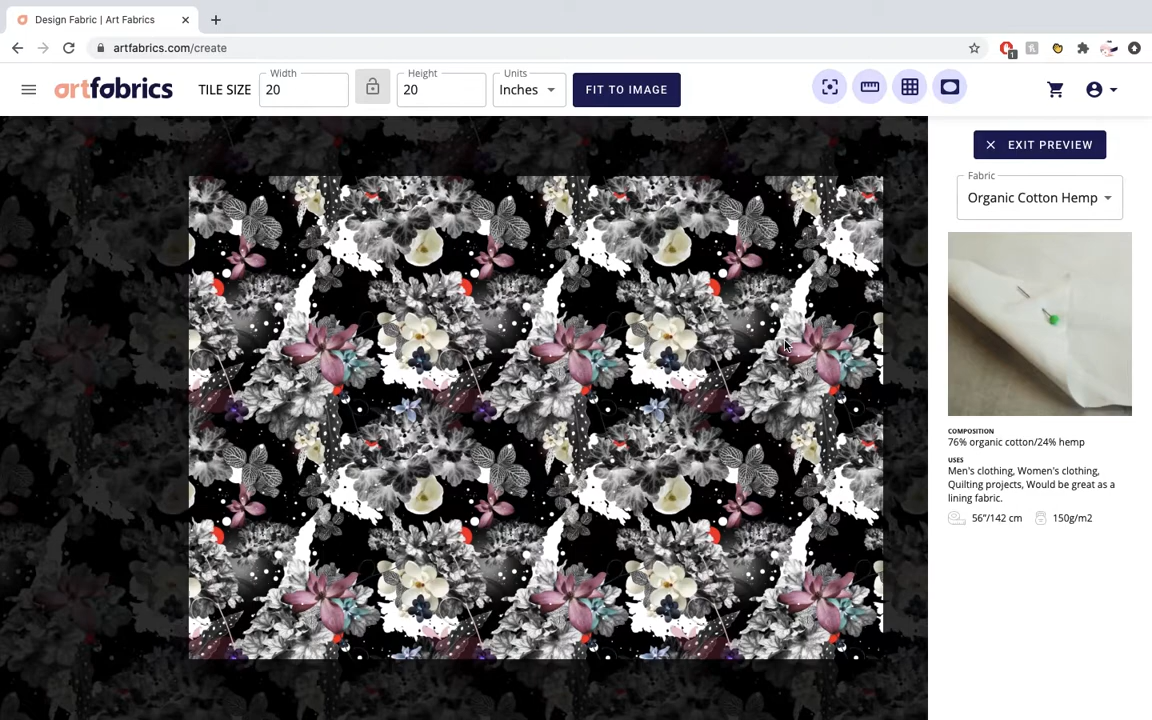 Design Fabric | Art Fabrics
artfabrics.com/create
1
artfabrics
TILE SIZE
Width
20
Height
20
Units
Inches
FIT TO IMAGE
EXIT PREVIEW
Fabric
Organic Cotton Hemp
COMPOSITION
76% organic cotton/24% hemp
USES
Men's clothing, Women's clothing,
Quilting projects, Would be great as a
lining fabric.
56"/142 cm
150g/m2